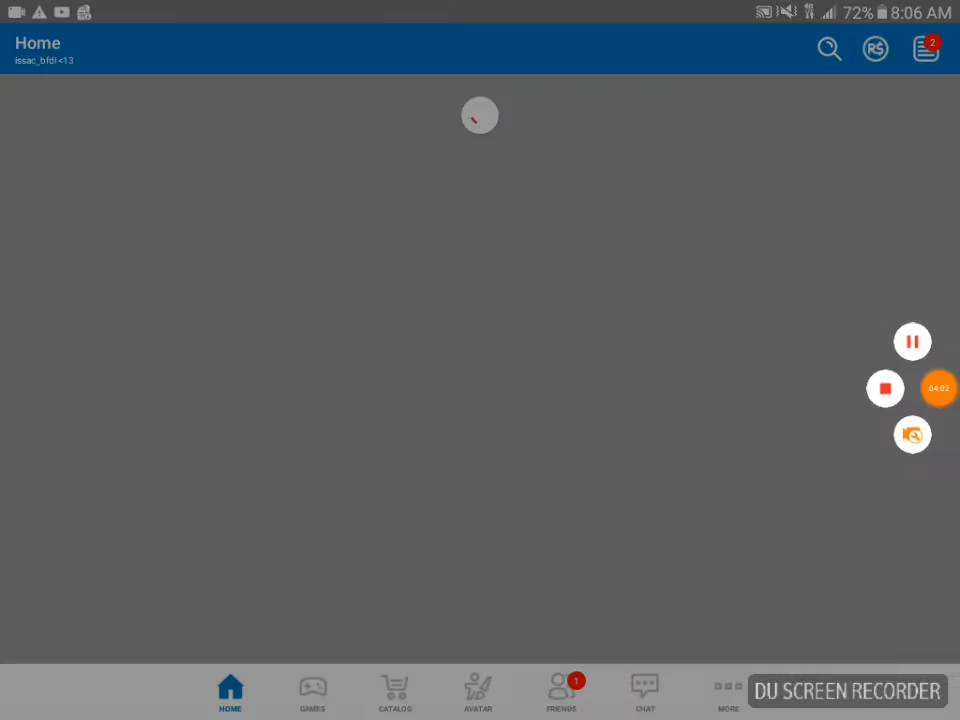 72% 8:06 AM
Home
issac_bfdi <13
R$
2
04:02
1
HOME
GAMES
CATALOG
AVATAR
FRIENDS
CHAT
MORE
DU SCREEN RECORDER